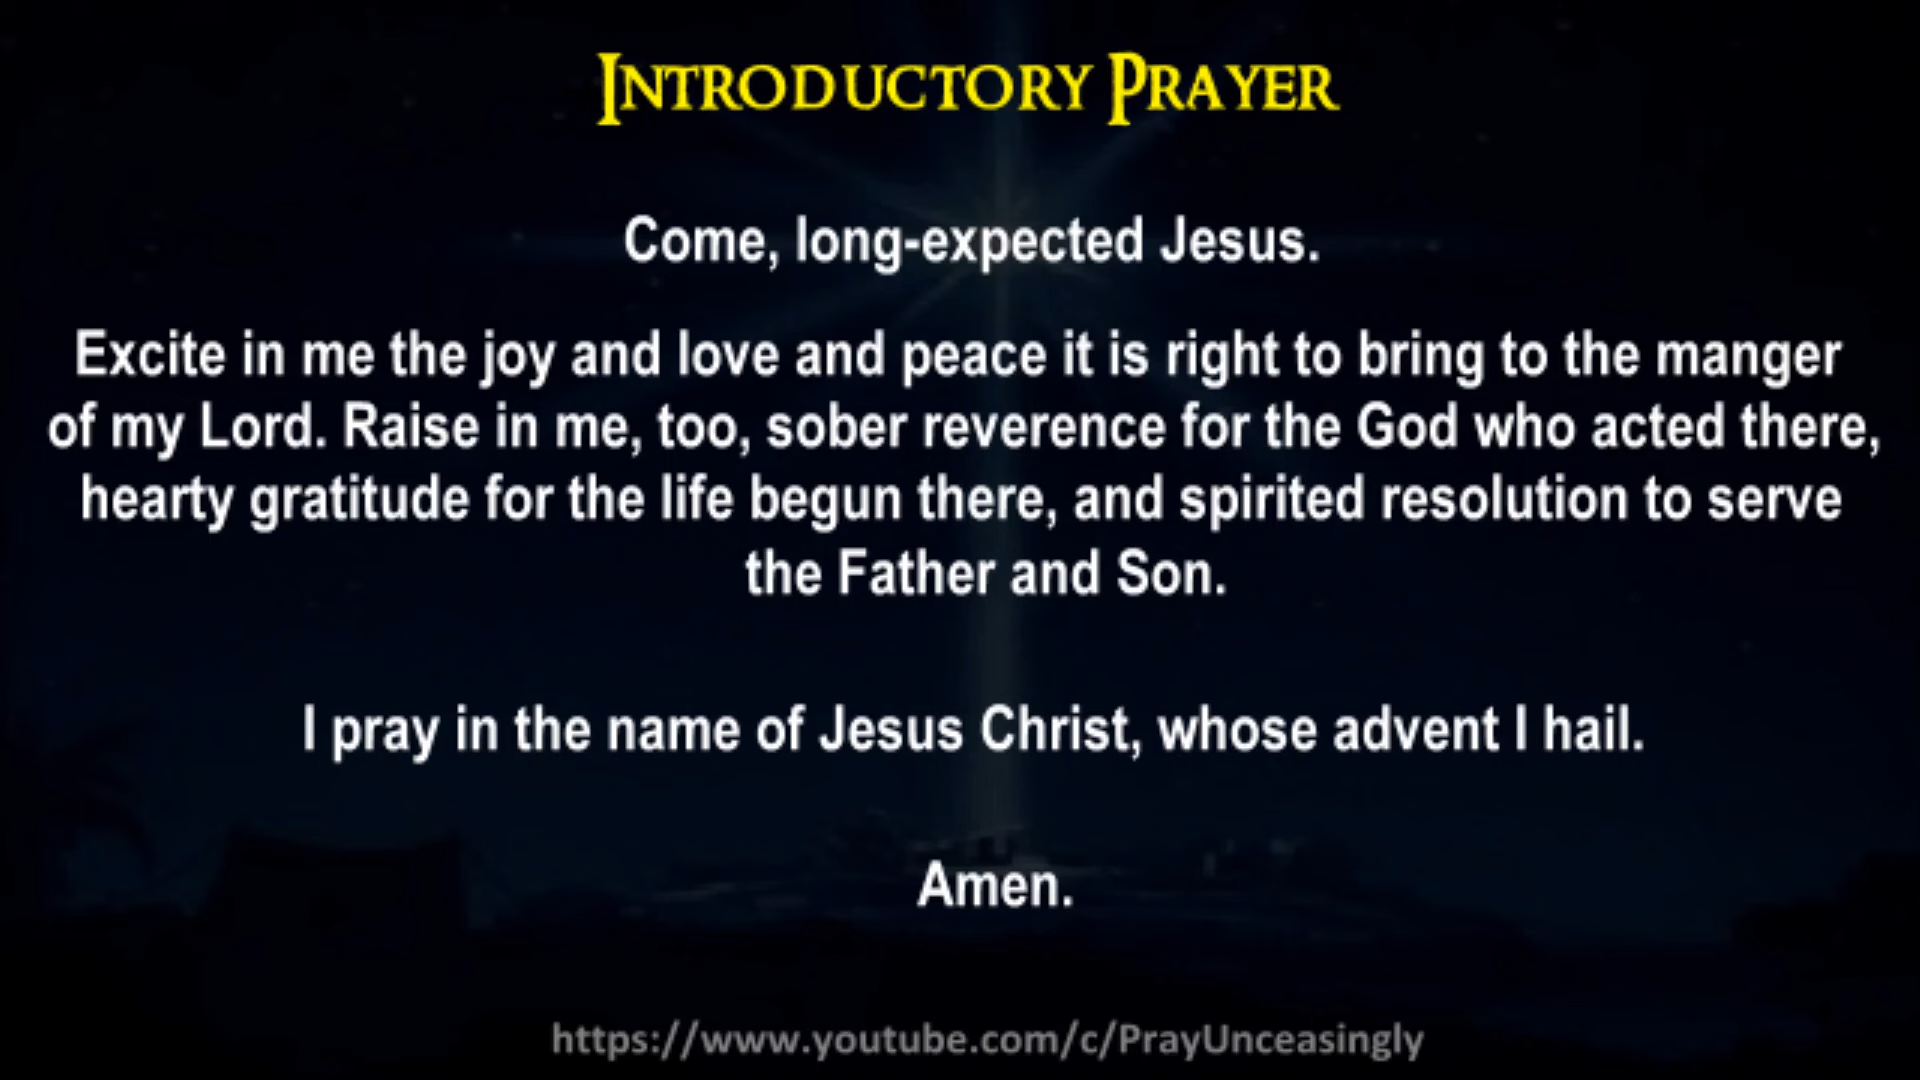 INTRODUCTORY PRAYER
Come, long-expected Jesus.
Excite in me the joy and love and peace it is right to bring to the manger
of my Lord. Raise in me, too, sober reverence for the God who acted there,
hearty gratitude for the life begun there, and spirited resolution to serve
the Father and Son.
I pray in the name of Jesus Christ, whose advent I hail.
Amen.
https://www.youtube.com/c/PrayUnceasingly